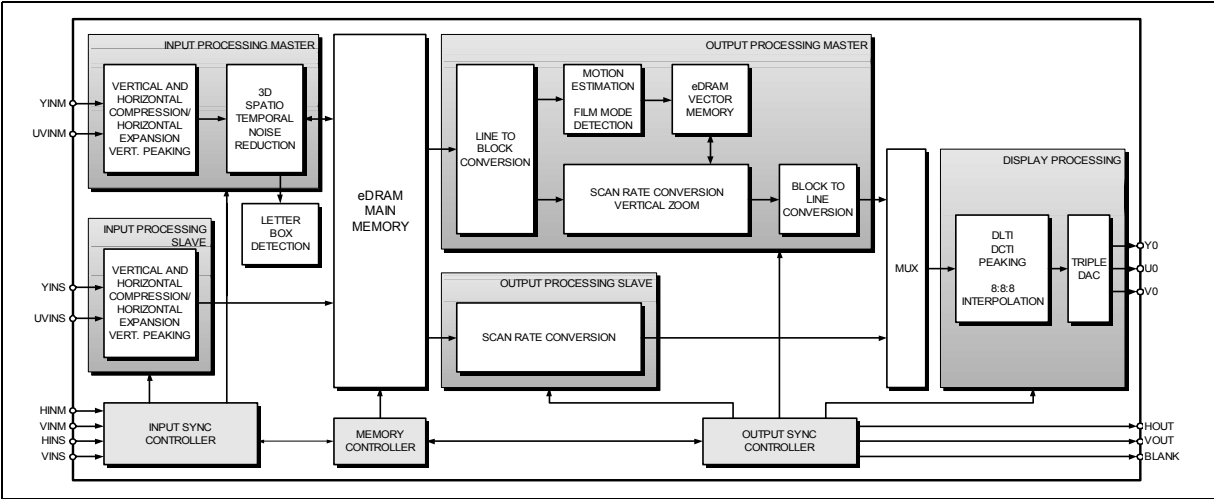 INPUT PROCESSING MASTER
VERTICAL AND
HORIZONTAL
COMPRESSION/
HORIZONTAL
EXPANSION
VERT. PEAKING
3D
SPATIO
TEMPORAL
NOISE
REDUCTION
YINM
UVINM
LETTER
BOX
DETECTION
INPUT PROCESSING
SLAVE
VERTICAL AND
HORIZONTAL
COMPRESSION/
HORIZONTAL
EXPANSION
VERT. PEAKING
YINS
UVINS
eDRAM
MAIN
MEMORY
OUTPUT PROCESSING MASTER
LINE TO
BLOCK
CONVERSION
MOTION
ESTIMATION
FILM MODE
DETECTION
eDRAM
VECTOR
MEMORY
SCAN RATE CONVERSION
VERTICAL ZOOM
BLOCK TO
LINE
CONVERSION
OUTPUT PROCESSING SLAVE
SCAN RATE CONVERSION
MUX
DISPLAY PROCESSING
DLTI
DCTI
PEAKING
8:8:8
INTERPOLATION
TRIPLE
DAC
Y0
U0
V0
HINM
VINM
HINS
VINS
INPUT SYNC
CONTROLLER
MEMORY
CONTROLLER
OUTPUT SYNC
CONTROLLER
HOUT
VOUT
BLANK